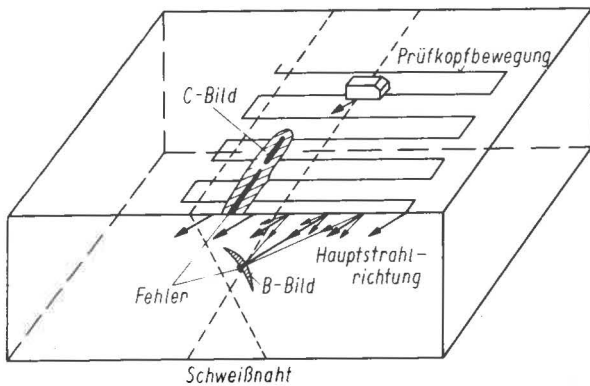 Prüfkopfbewegung
C-Bild
Hauptstrahl-
richtung
Fehler
B-Bild
Schweißnaht